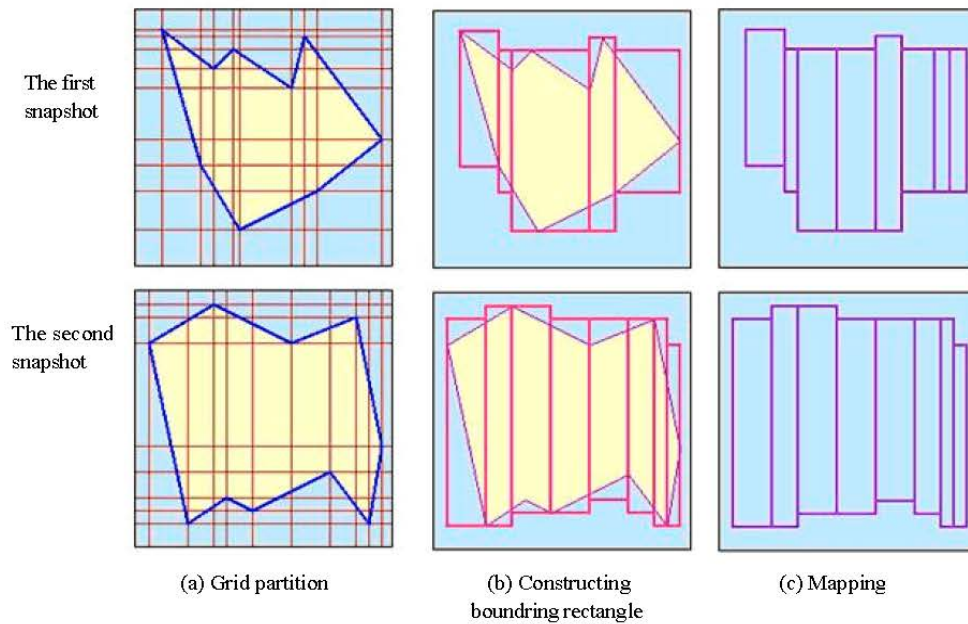 The first
snapshot
The second
snapshot
(a) Grid partition
(b) Constructing
boundring rectangle
(c) Mapping